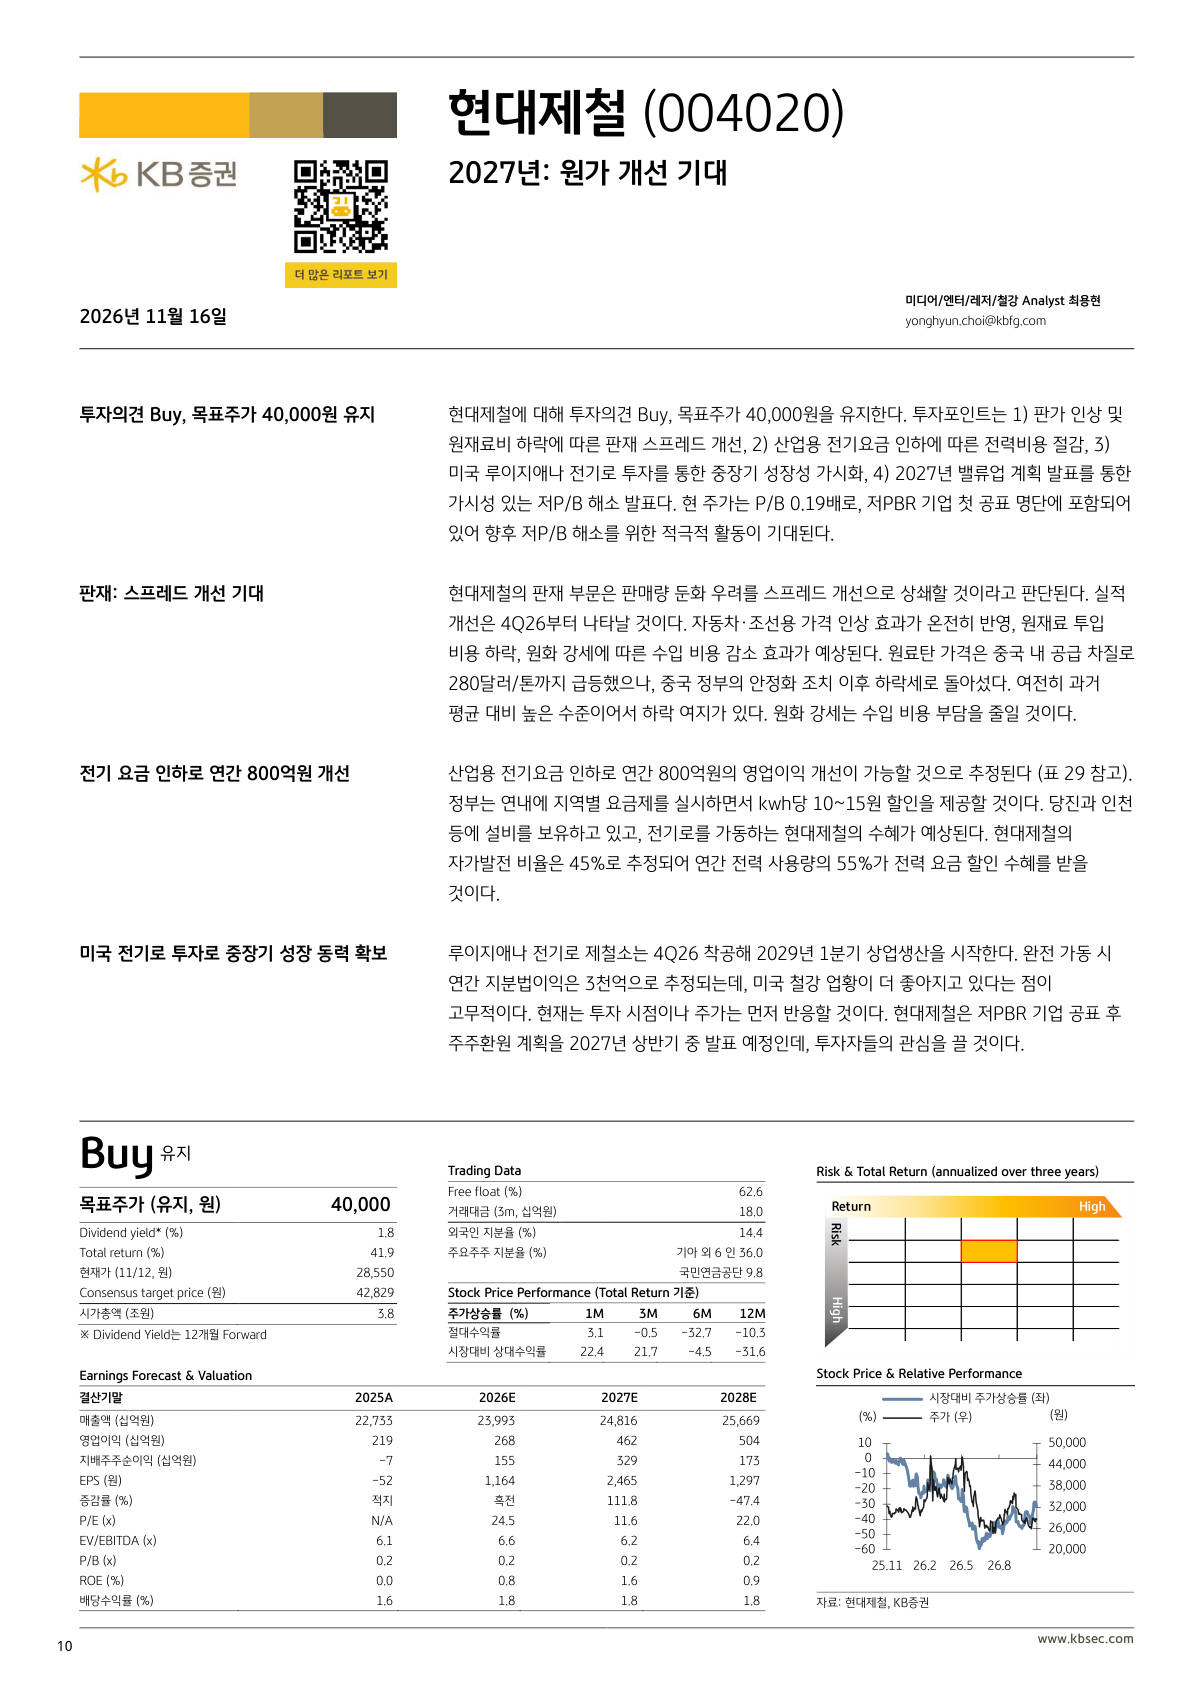 현대제철 (004020)
2027년: 원가 개선 기대
KB증권
더 많은 리포트 보기
2026년 11월 16일
미디어/엔터/레저/철강 Analyst 최용현
yonghyun.choi@kbfg.com
투자의견 Buy, 목표주가 40,000원 유지
현대제철에 대해 투자의견 Buy, 목표주가 40,000원을 유지한다. 투자포인트는 1) 판가 인상 및
원재료비 하락에 따른 판재 스프레드 개선, 2) 산업용 전기요금 인하에 따른 전력비용 절감, 3)
미국 루이지애나 전기로 투자를 통한 중장기 성장성 가시화, 4) 2027년 밸류업 계획 발표를 통한
가시성 있는 저P/B 해소 발표다. 현 주가는 P/B 0.19배로, 저PBR 기업 첫 공표 명단에 포함되어
있어 향후 저P/B 해소를 위한 적극적 활동이 기대된다.
판재: 스프레드 개선 기대
현대제철의 판재 부문은 판매량 둔화 우려를 스프레드 개선으로 상쇄할 것이라고 판단된다. 실적
개선은 4Q26부터 나타날 것이다. 자동차·조선용 가격 인상 효과가 온전히 반영, 원재료 투입
비용 하락, 원화 강세에 따른 수입 비용 감소 효과가 예상된다. 원료탄 가격은 중국 내 공급 차질로
280달러/톤까지 급등했으나, 중국 정부의 안정화 조치 이후 하락세로 돌아섰다. 여전히 과거
평균 대비 높은 수준이어서 하락 여지가 있다. 원화 강세는 수입 비용 부담을 줄일 것이다.
전기 요금 인하로 연간 800억원 개선
산업용 전기요금 인하로 연간 800억원의 영업이익 개선이 가능할 것으로 추정된다 (표 29 참고).
정부는 연내에 지역별 요금제를 실시하면서 kwh당 10~15원 할인을 제공할 것이다. 당진과 인천
등에 설비를 보유하고 있고, 전기로를 가동하는 현대제철의 수혜가 예상된다. 현대제철의
자가발전 비율은 45%로 추정되어 연간 전력 사용량의 55%가 전력 요금 할인 수혜를 받을
것이다.
미국 전기로 투자로 중장기 성장 동력 확보
루이지애나 전기로 제철소는 4Q26 착공해 2029년 1분기 상업생산을 시작한다. 완전 가동 시
연간 지분법이익은 3천억으로 추정되는데, 미국 철강 업황이 더 좋아지고 있다는 점이
고무적이다. 현재는 투자 시점이나 주가는 먼저 반응할 것이다. 현대제철은 저PBR 기업 공표 후
주주환원 계획을 2027년 상반기 중 발표 예정인데, 투자자들의 관심을 끌 것이다.
Buy 유지
목표주가 (유지, 원) 40,000
Dividend yield* (%) 1.8
Total return (%) 41.9
현재가 (11/12, 원) 28,550
Consensus target price (원) 42,829
시가총액 (조원) 3.8
※ Dividend Yield는 12개월 Forward
Trading Data
Free float (%) 62.6
거래대금 (3m, 십억원) 18.0
외국인 지분율 (%) 14.4
주요주주 지분율 (%) 기아 외 6 인 36.0
국민연금공단 9.8
Stock Price Performance (Total Return 기준)
주가상승률 (%) 1M 3M 6M 12M
절대수익률 3.1 -0.5 -32.7 -10.3
시장대비 상대수익률 22.4 21.7 -4.5 -31.6
Risk & Total Return (annualized over three years)
Return High
Risk
High
Earnings Forecast & Valuation
결산기말 2025A 2026E 2027E 2028E
매출액 (십억원) 22,733 23,993 24,816 25,669
영업이익 (십억원) 219 268 462 504
지배주주순이익 (십억원) -7 155 329 173
EPS (원) -52 1,164 2,465 1,297
증감률 (%) 적지 흑전 111.8 -47.4
P/E (x) N/A 24.5 11.6 22.0
EV/EBITDA (x) 6.1 6.6 6.2 6.4
P/B (x) 0.2 0.2 0.2 0.2
ROE (%) 0.0 0.8 1.6 0.9
배당수익률 (%) 1.6 1.8 1.8 1.8
Stock Price & Relative Performance
시장대비 주가상승률 (좌)
(%) 주가 (우) (원)
10 50,000
0 44,000
-10
-20 38,000
-30 32,000
-40 26,000
-50
-60 20,000
25.11 26.2 26.5 26.8
자료: 현대제철, KB증권
10
www.kbsec.com